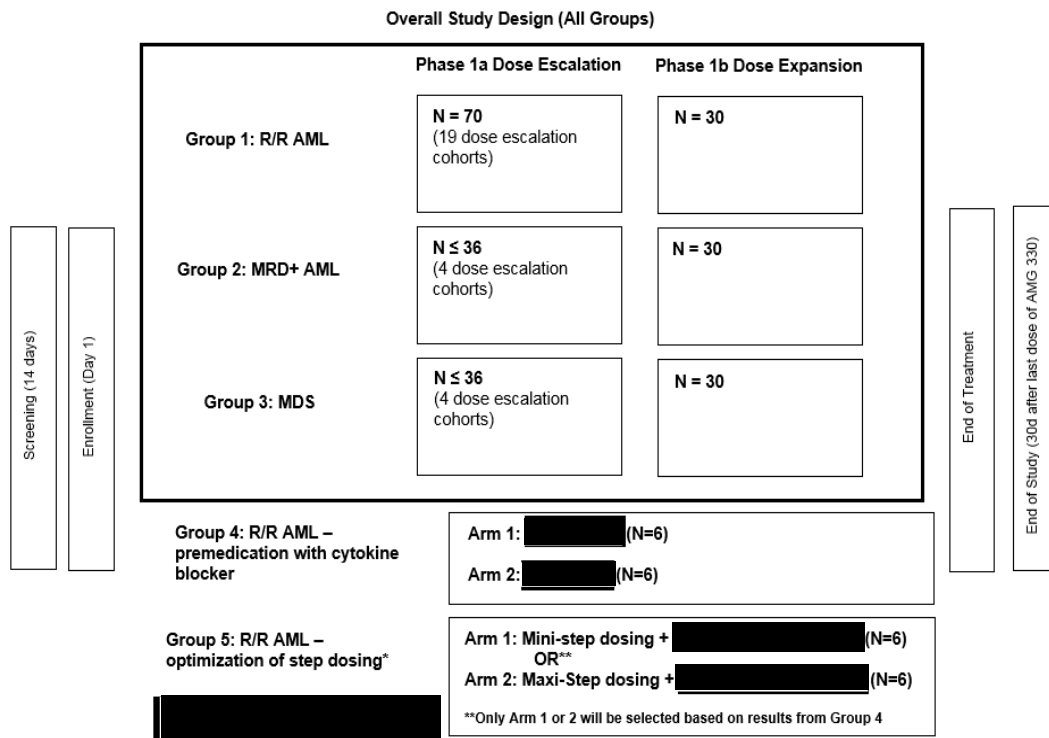 Overall Study Design (All Groups)
Phase 1a Dose Escalation
Phase 1b Dose Expansion
Group 1: R/R AML
N = 70
(19 dose escalation
cohorts)
N = 30
Group 2: MRD+ AML
N ≤ 36
(4 dose escalation
cohorts)
N = 30
Group 3: MDS
N ≤ 36
(4 dose escalation
cohorts)
N = 30
Screening (14 days)
Enrollment (Day 1)
End of Treatment
End of Study (30d after last dose of AMG 330)
Group 4: R/R AML –
premedication with cytokine
blocker
Arm 1: (N=6)
Arm 2: (N=6)
Group 5: R/R AML –
optimization of step dosing*
Arm 1: Mini-step dosing + (N=6)
OR**
Arm 2: Maxi-Step dosing + (N=6)
**Only Arm 1 or 2 will be selected based on results from Group 4